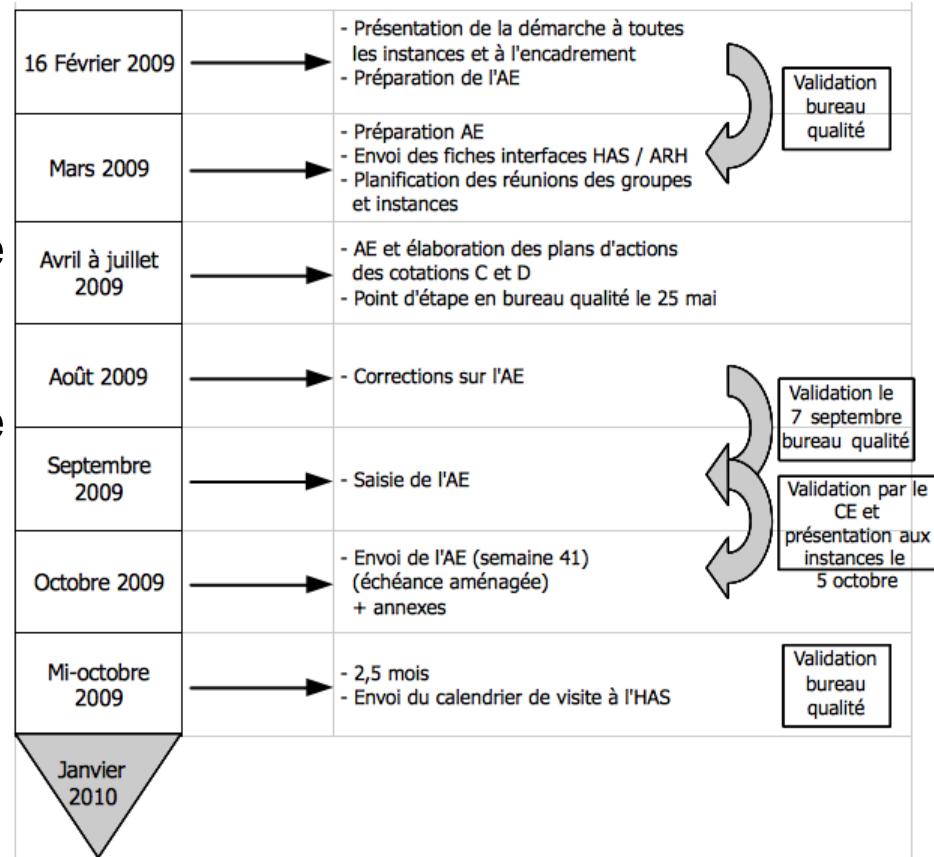 16 Février 2009
- Présentation de la démarche à toutes
les instances et à l'encadrement
- Préparation de l'AE
Validation
bureau
qualité
Mars 2009
- Préparation AE
- Envoi des fiches interfaces HAS / ARH
- Planification des réunions des groupes
et instances
e
Avril à juillet
2009
- AE et élaboration des plans d'actions
des cotations C et D
- Point d'étape en bureau qualité le 25 mai
Août 2009
- Corrections sur l'AE
Validation le
7 septembre
bureau qualité
e
Septembre
2009
- Saisie de l'AE
Validation par le
CE et
présentation aux
instances le
5 octobre
Octobre 2009
- Envoi de l'AE (semaine 41)
(échéance aménagée)
+ annexes
Mi-octobre
2009
- 2,5 mois
- Envoi du calendrier de visite à l'HAS
Validation
bureau
qualité
Janvier
2010